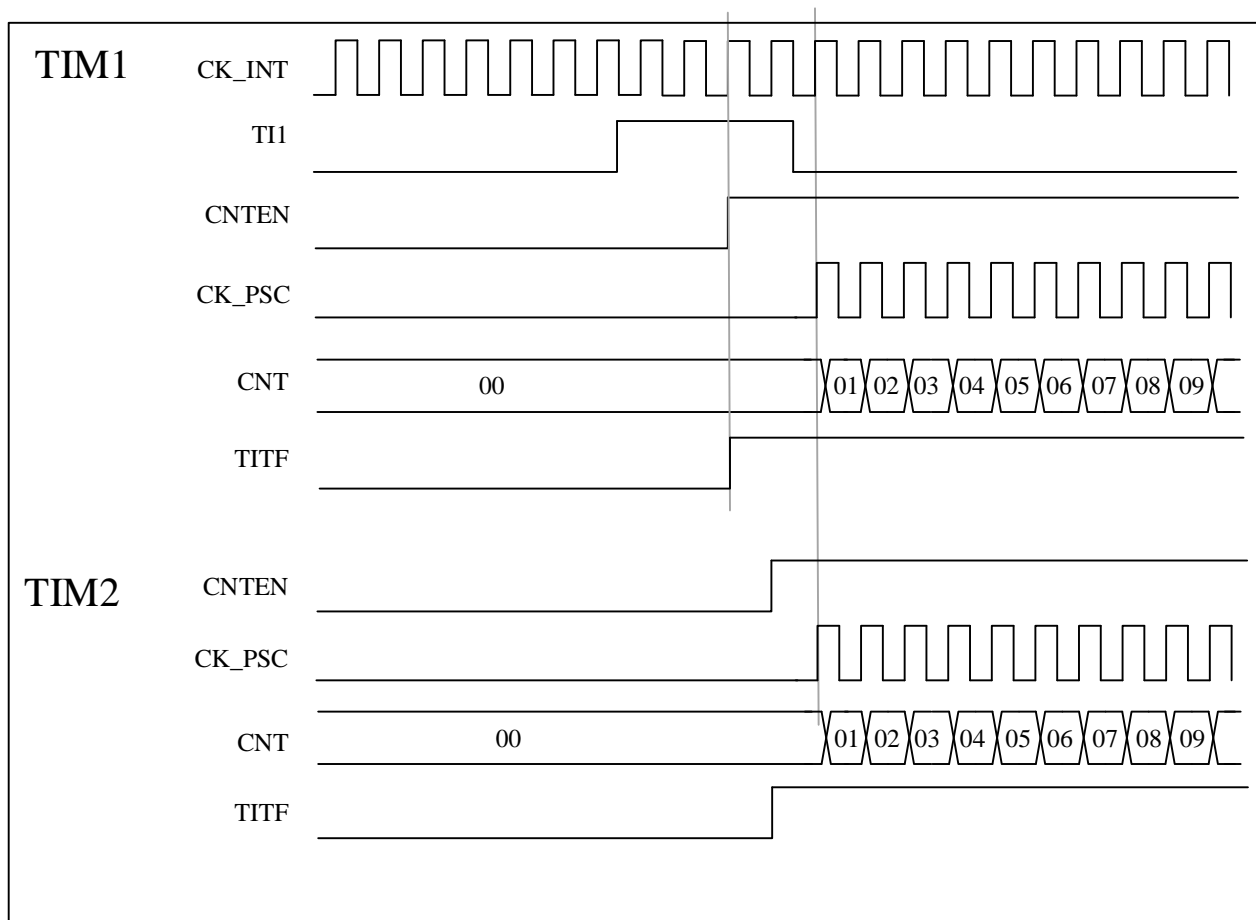 TIM1
CK_INT
TI1
CNTEN
CK_PSC
CNT
00 01 02 03 04 05 06 07 08 09
TITF
TIM2
CNTEN
CK_PSC
CNT
00 01 02 03 04 05 06 07 08 09
TITF